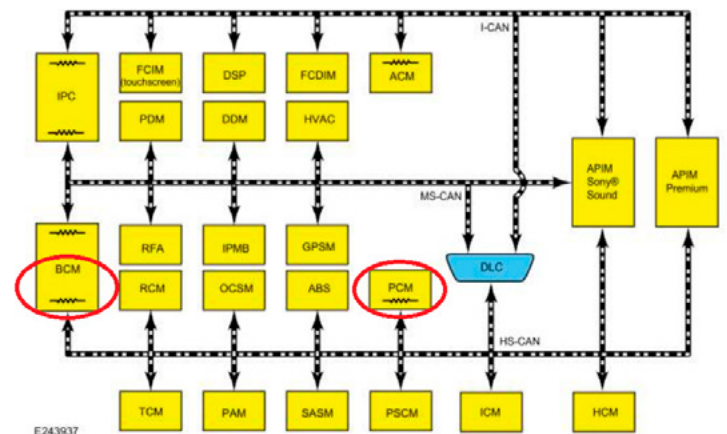 I-CAN
IPC
FCIM
(touchscreen)
DSP
FCDIM
ACM
PDM
DDM
HVAC
APIM
Sony®
Sound
APIM
Premium
MS-CAN
BCM
RFA
IPMB
GPSM
DLC
RCM
OCSM
ABS
PCM
HS-CAN
TCM
PAM
SASM
PSCM
ICM
HCM
E243937